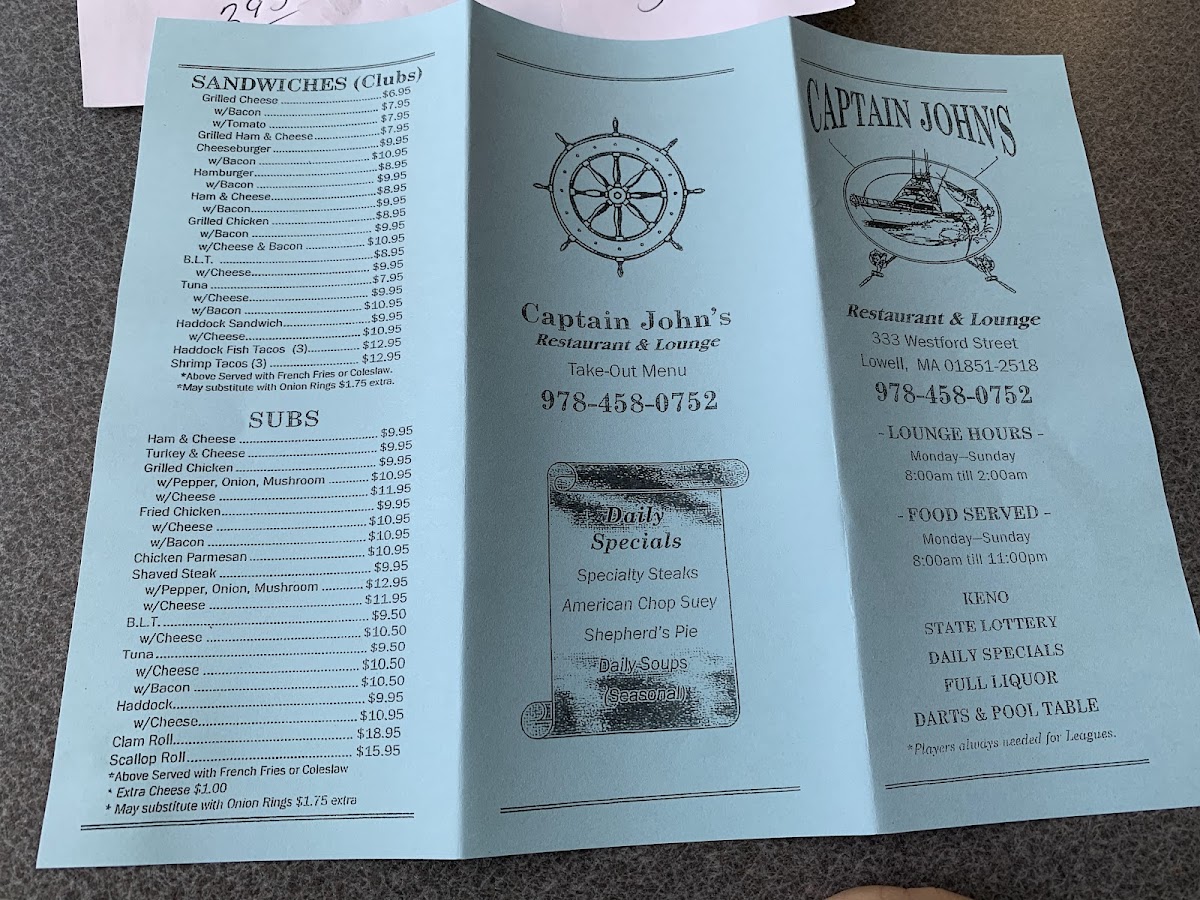 295
SANDWICHES (Clubs)
Grilled Cheese $6.95
w/Bacon $7.95
w/Tomato $7.95
Grilled Ham & Cheese $7.95
Cheeseburger $9.95
w/Bacon $10.95
Hamburger $8.95
w/Bacon $9.95
Ham & Cheese $8.95
w/Bacon $9.95
Grilled Chicken $8.95
w/Bacon $9.95
w/Cheese & Bacon $10.95
B.L.T. $8.95
w/Cheese $9.95
Tuna $7.95
w/Cheese $9.95
w/Bacon $10.95
Haddock Sandwich $9.95
w/Cheese $10.95
Haddock Fish Tacos (3) $12.95
Shrimp Tacos (3) $12.95
*Above Served with French Fries or Coleslaw.
*May substitute with Onion Rings $1.75 extra.
SUBS
Ham & Cheese $9.95
Turkey & Cheese $9.95
Grilled Chicken $9.95
w/Pepper, Onion, Mushroom $10.95
w/Cheese $11.95
Fried Chicken $9.95
w/Cheese $10.95
w/Bacon $10.95
Chicken Parmesan $10.95
Shaved Steak $9.95
w/Pepper, Onion, Mushroom $12.95
w/Cheese $11.95
B.L.T. $9.50
w/Cheese $10.50
Tuna $9.50
w/Cheese $10.50
w/Bacon $10.50
Haddock $9.95
w/Cheese $10.95
Clam Roll $18.95
Scallop Roll $15.95
*Above Served with French Fries or Coleslaw
* Extra Cheese $1.00
* May substitute with Onion Rings $1.75 extra
Captain John's
Restaurant & Lounge
Take-Out Menu
978-458-0752
Daily
Specials
Specialty Steaks
American Chop Suey
Shepherd's Pie
Daily Soups
(Seasonal)
CAPTAIN JOHN'S
Restaurant & Lounge
333 Westford Street
Lowell, MA 01851-2518
978-458-0752
- LOUNGE HOURS -
Monday—Sunday
8:00am till 2:00am
- FOOD SERVED -
Monday—Sunday
8:00am till 11:00pm
KENO
STATE LOTTERY
DAILY SPECIALS
FULL LIQUOR
DARTS & POOL TABLE
*Players always needed for Leagues.